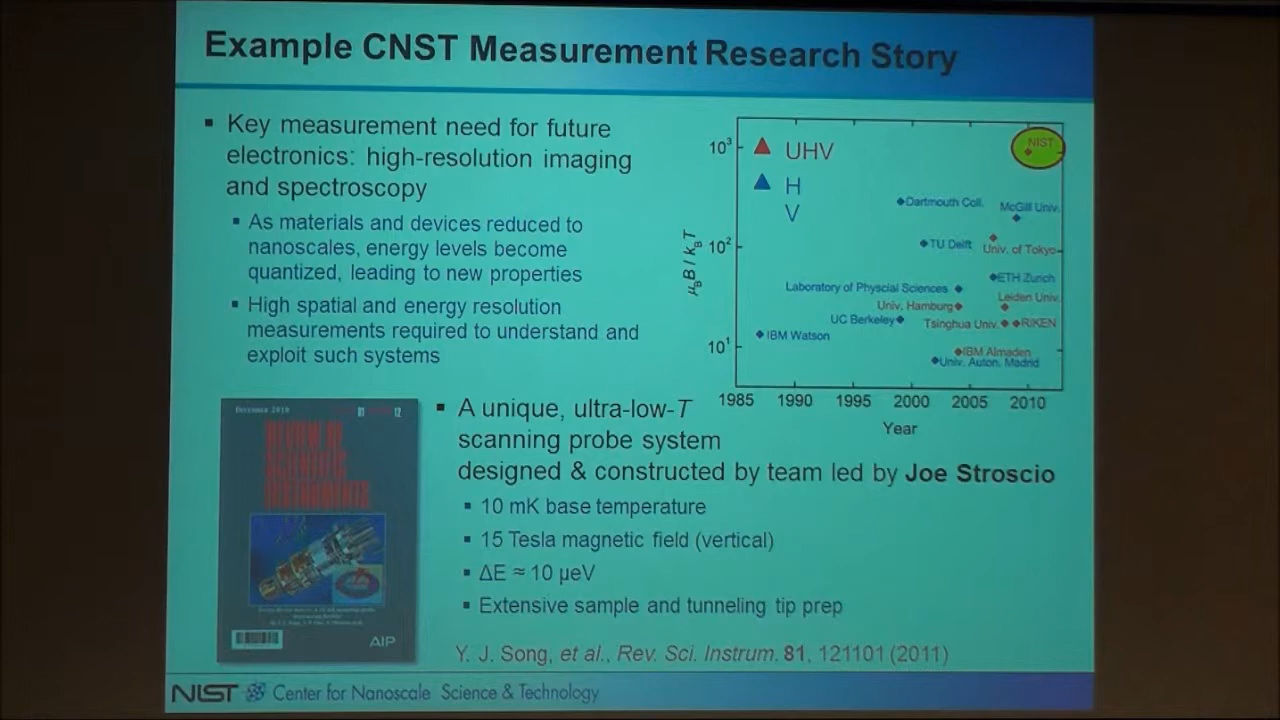 Example CNST Measurement Research Story
▪ Key measurement need for future
electronics: high-resolution imaging
and spectroscopy
▪ As materials and devices reduced to
nanoscales, energy levels become
quantized, leading to new properties
▪ High spatial and energy resolution
measurements required to understand and
exploit such systems
10³
10²
10¹
μBB / kBT
UHV
H
V
NIST
Dartmouth Coll.
McGill Univ.
TU Delft
Univ. of Tokyo
ETH Zurich
Laboratory of Physcial Sciences
Leiden Univ.
Univ. Hamburg
UC Berkeley
Tsinghua Univ.
RIKEN
IBM Watson
IBM Almaden
Univ. Auton. Madrid
1985 1990 1995 2000 2005 2010
Year
December 2010
12
REVIEW OF
SCIENTIFIC
INSTRUMENTS
AIP
▪ A unique, ultra-low-T
scanning probe system
designed & constructed by team led by Joe Stroscio
▪ 10 mK base temperature
▪ 15 Tesla magnetic field (vertical)
▪ ΔE ≈ 10 μeV
▪ Extensive sample and tunneling tip prep
Y. J. Song, et al., Rev. Sci. Instrum. 81, 121101 (2011)
NIST Center for Nanoscale Science & Technology